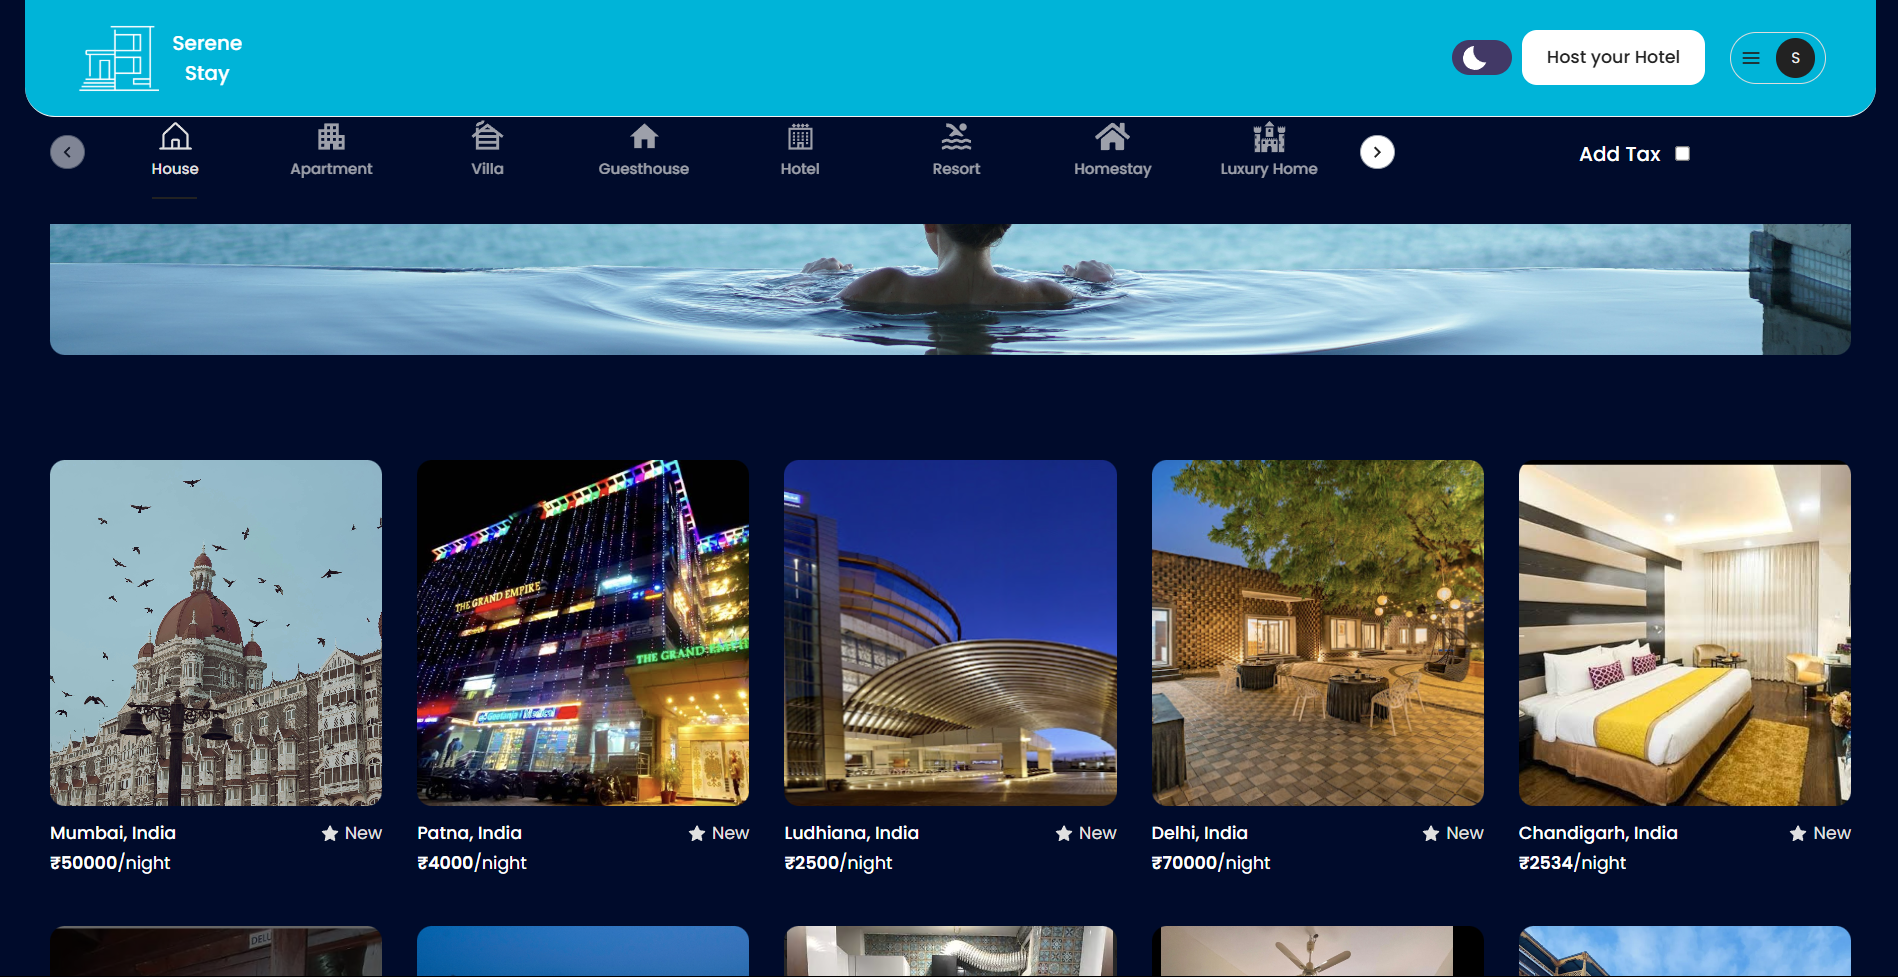 Serene
Stay
Host your Hotel
S
House
Apartment
Villa
Guesthouse
Hotel
Resort
Homestay
Luxury Home
Add Tax
THE GRAND EMPIRE
THE GRAND EMPIRE
Mumbai, India
New
₹50000/night
Patna, India
New
₹4000/night
Ludhiana, India
New
₹2500/night
Delhi, India
New
₹70000/night
Chandigarh, India
New
₹2534/night